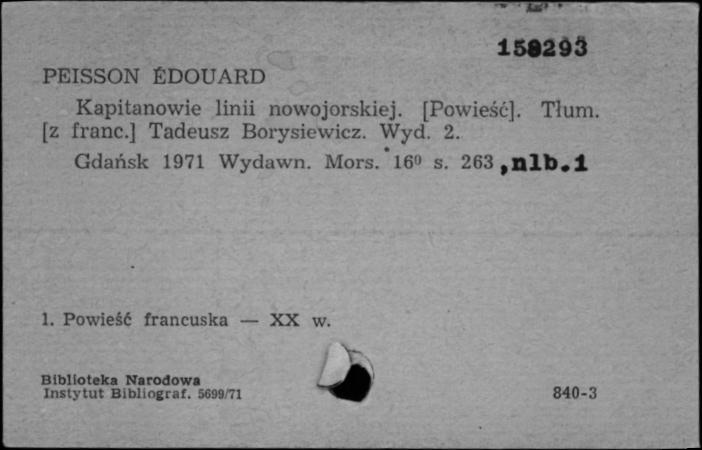 150293
PEISSON ÉDOUARD
Kapitanowie linii nowojorskiej. [Powieść]. Tłum.
[z franc.] Tadeusz Borysiewicz. Wyd. 2.
Gdańsk 1971 Wydawn. Mors. 16⁰ s. 263 ,nlb.1
1. Powieść francuska — XX w.
Biblioteka Narodowa
Instytut Bibliograf. 5699/71
840-3